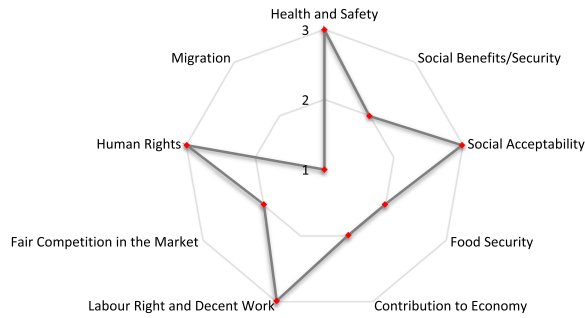 Health and Safety
3
Migration
Social Benefits/Security
2
Human Rights
Social Acceptability
1
Fair Competition in the Market
Food Security
Labour Right and Decent Work
Contribution to Economy